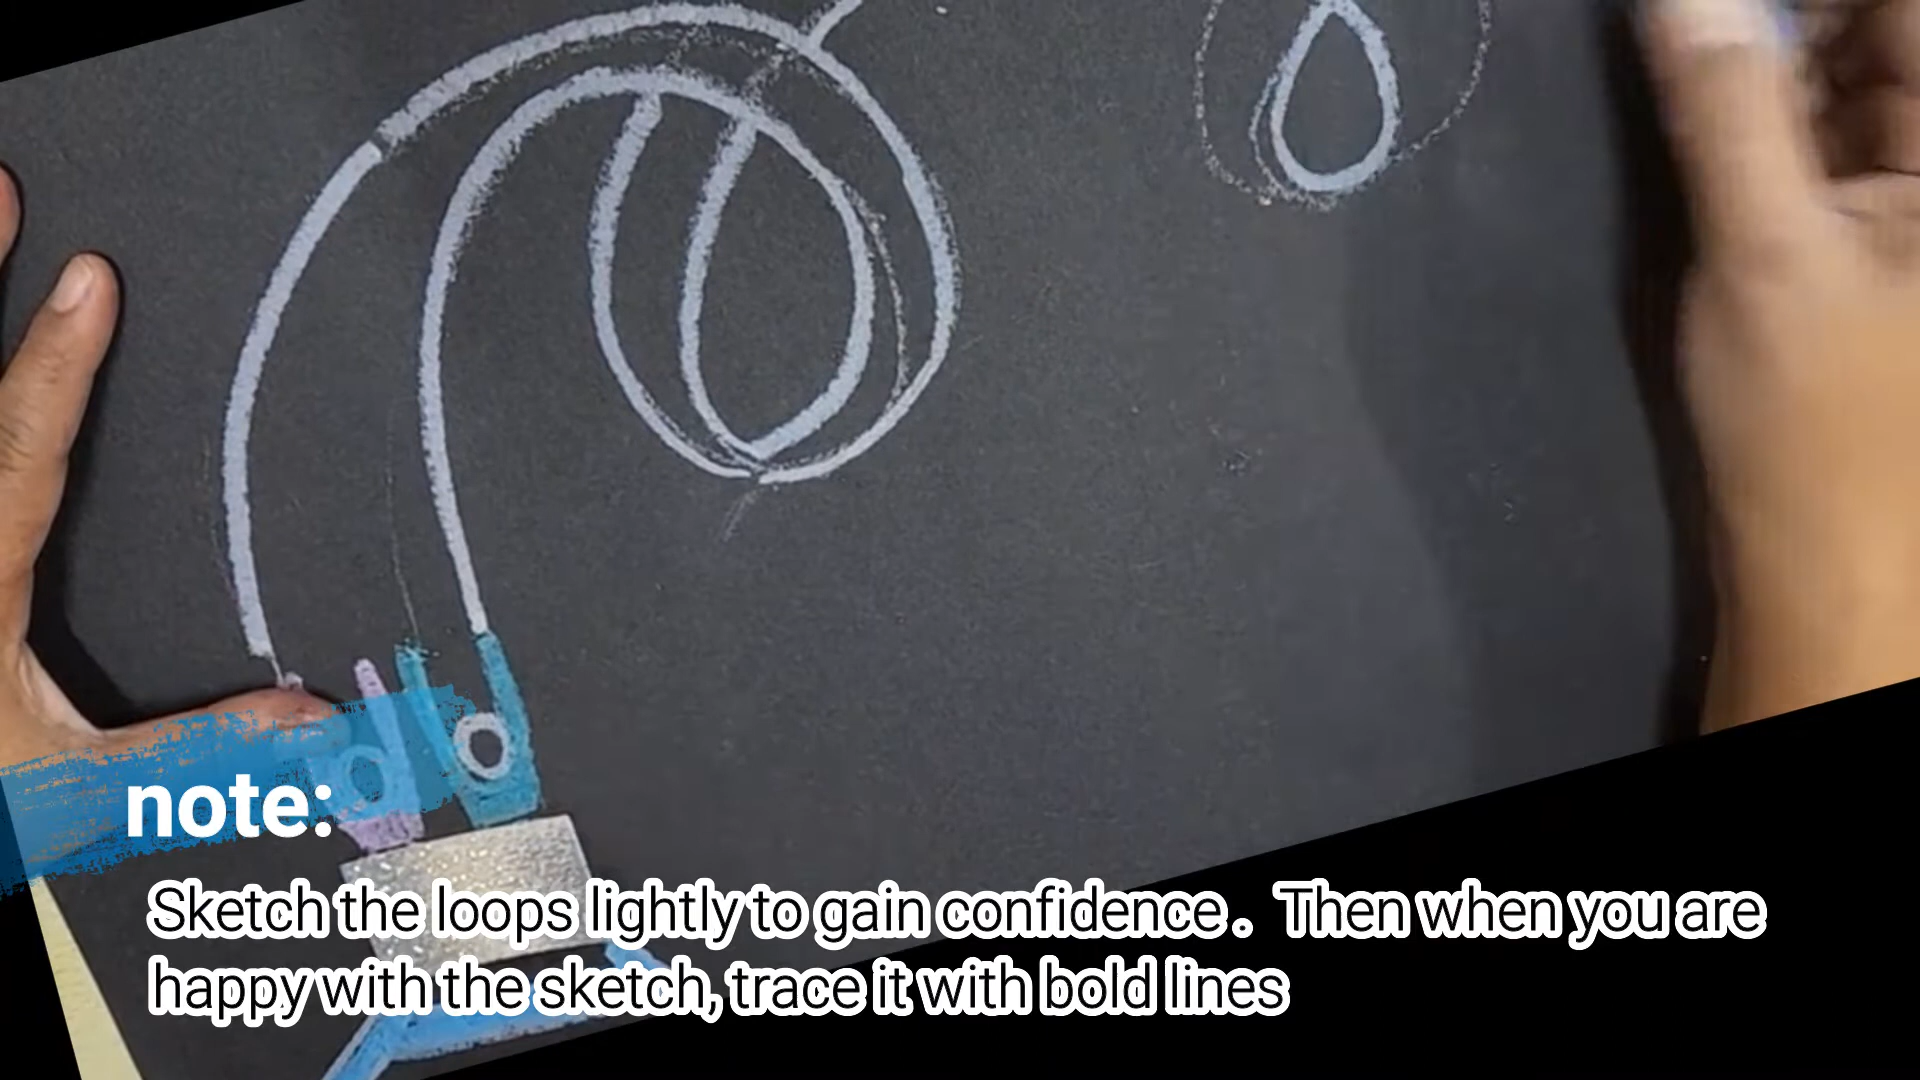 note:
Sketch the loops lightly to gain confidence. Then when you are
happy with the sketch, trace it with bold lines